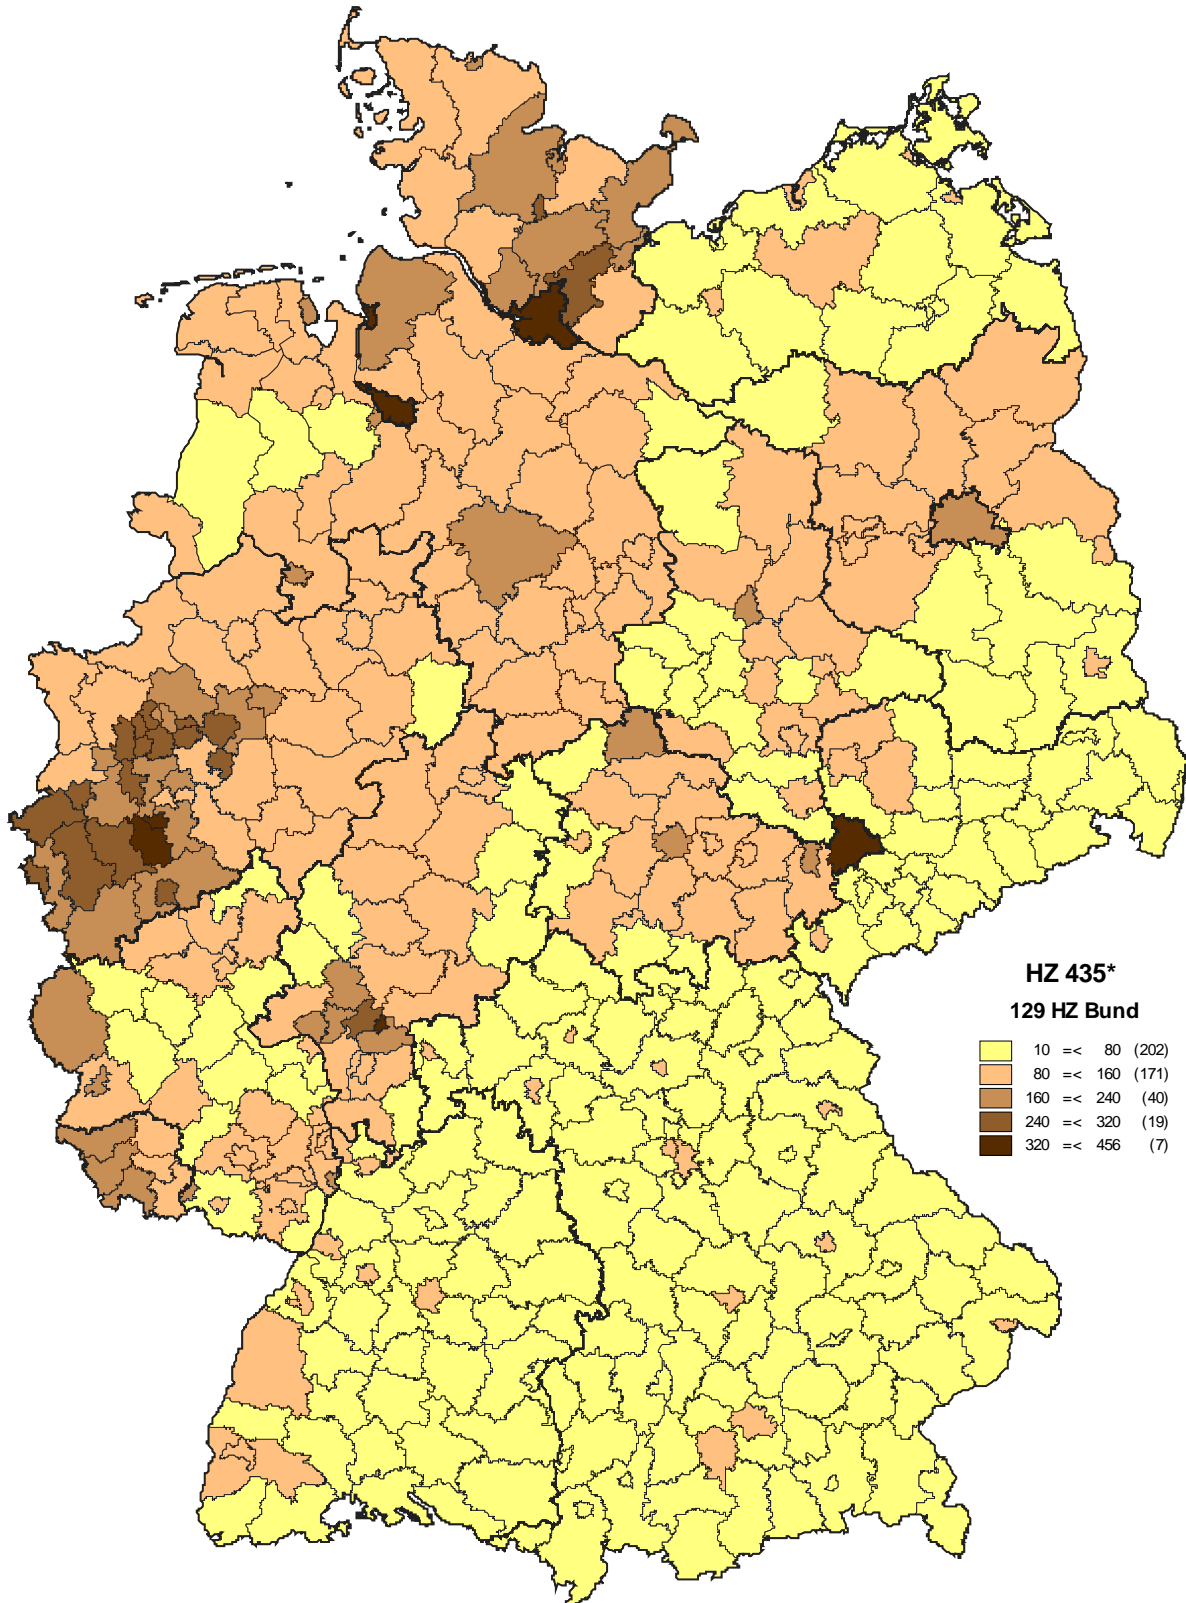 HZ 435*
129 HZ Bund
10 =< 80 (202)
80 =< 160 (171)
160 =< 240 (40)
240 =< 320 (19)
320 =< 456 (7)